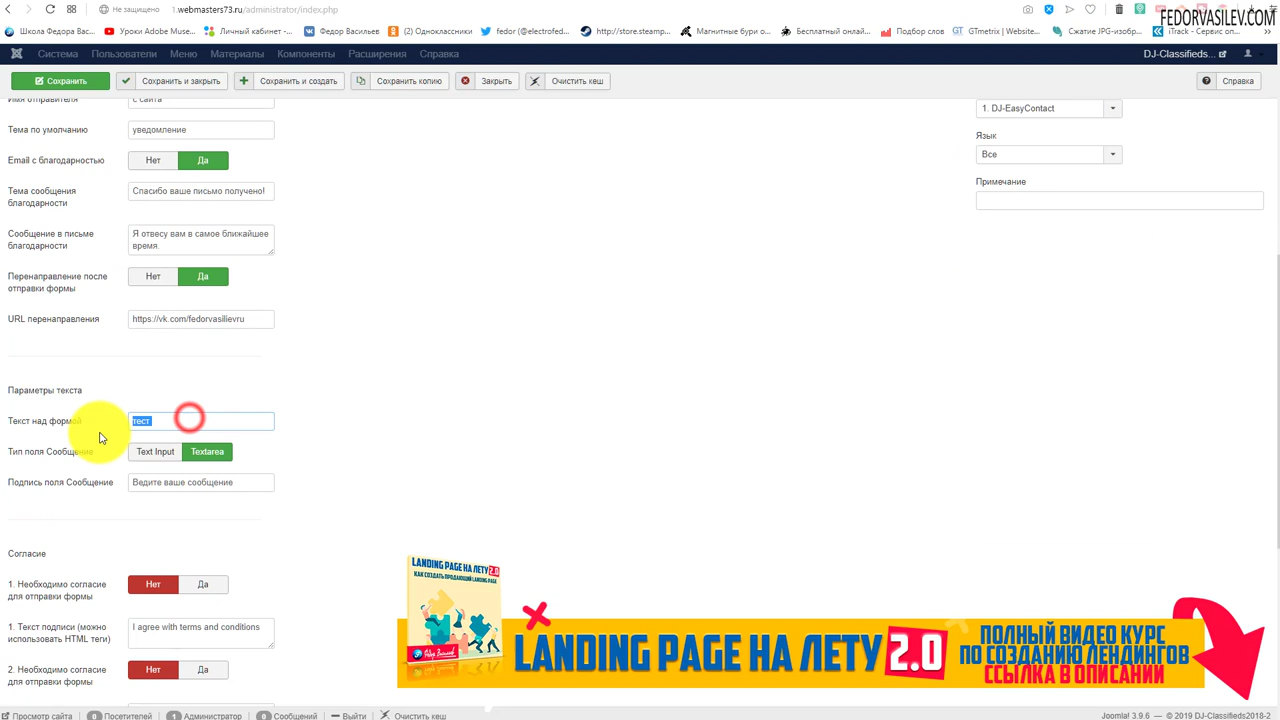 Не защищено
1.webmasters73.ru/administrator/index.php
FEDORVASILEV.COM
Школа Федора Вас...
Уроки Adobe Muse...
Личный кабинет -...
Федор Васильев
(2) Одноклассники
fedor (@electrofed...
http://store.steamp...
Магнитные бури о...
Бесплатный онлай...
Подбор слов
GTmetrix | Website...
Сжатие JPG-изобр...
iTrack - Сервис оп...
Система
Пользователи
Меню
Материалы
Компоненты
Расширения
Справка
DJ-Classifieds...
Сохранить
Сохранить и закрыть
Сохранить и создать
Сохранить копию
Закрыть
Очистить кеш
Справка
Имя отправителя
с сайта
Тема по умолчанию
уведомление
Email с благодарностью
Нет
Да
Тема сообщения
благодарности
Спасибо ваше письмо получено!
Сообщение в письме
благодарности
Я отвесу вам в самое ближайшее
время.
Перенаправление после
отправки формы
Нет
Да
URL перенаправления
https://vk.com/fedorvasilievru
Параметры текста
Текст над формой
тест
Тип поля Сообщение
Text Input
Textarea
Подпись поля Сообщение
Ведите ваше сообщение
Согласие
1. Необходимо согласие
для отправки формы
Нет
Да
1. Текст подписи (можно
использовать HTML теги)
I agree with terms and conditions
2. Необходимо согласие
для отправки формы
Нет
Да
1. DJ-EasyContact
Язык
Все
Примечание
LANDING PAGE НА ЛЕТУ 2.0
КАК СОЗДАТЬ ПРОДАЮЩИЙ LANDING PAGE
Федор Васильев
LANDING PAGE НА ЛЕТУ 2.0
ПОЛНЫЙ ВИДЕО КУРС
ПО СОЗДАНИЮ ЛЕНДИНГОВ
ССЫЛКА В ОПИСАНИИ
Просмотр сайта
0 Посетителей
1 Администратор
0 Сообщений
Выйти
Очистить кеш
Joomla! 3.9.6 — © 2019 DJ-Classifieds2018-2